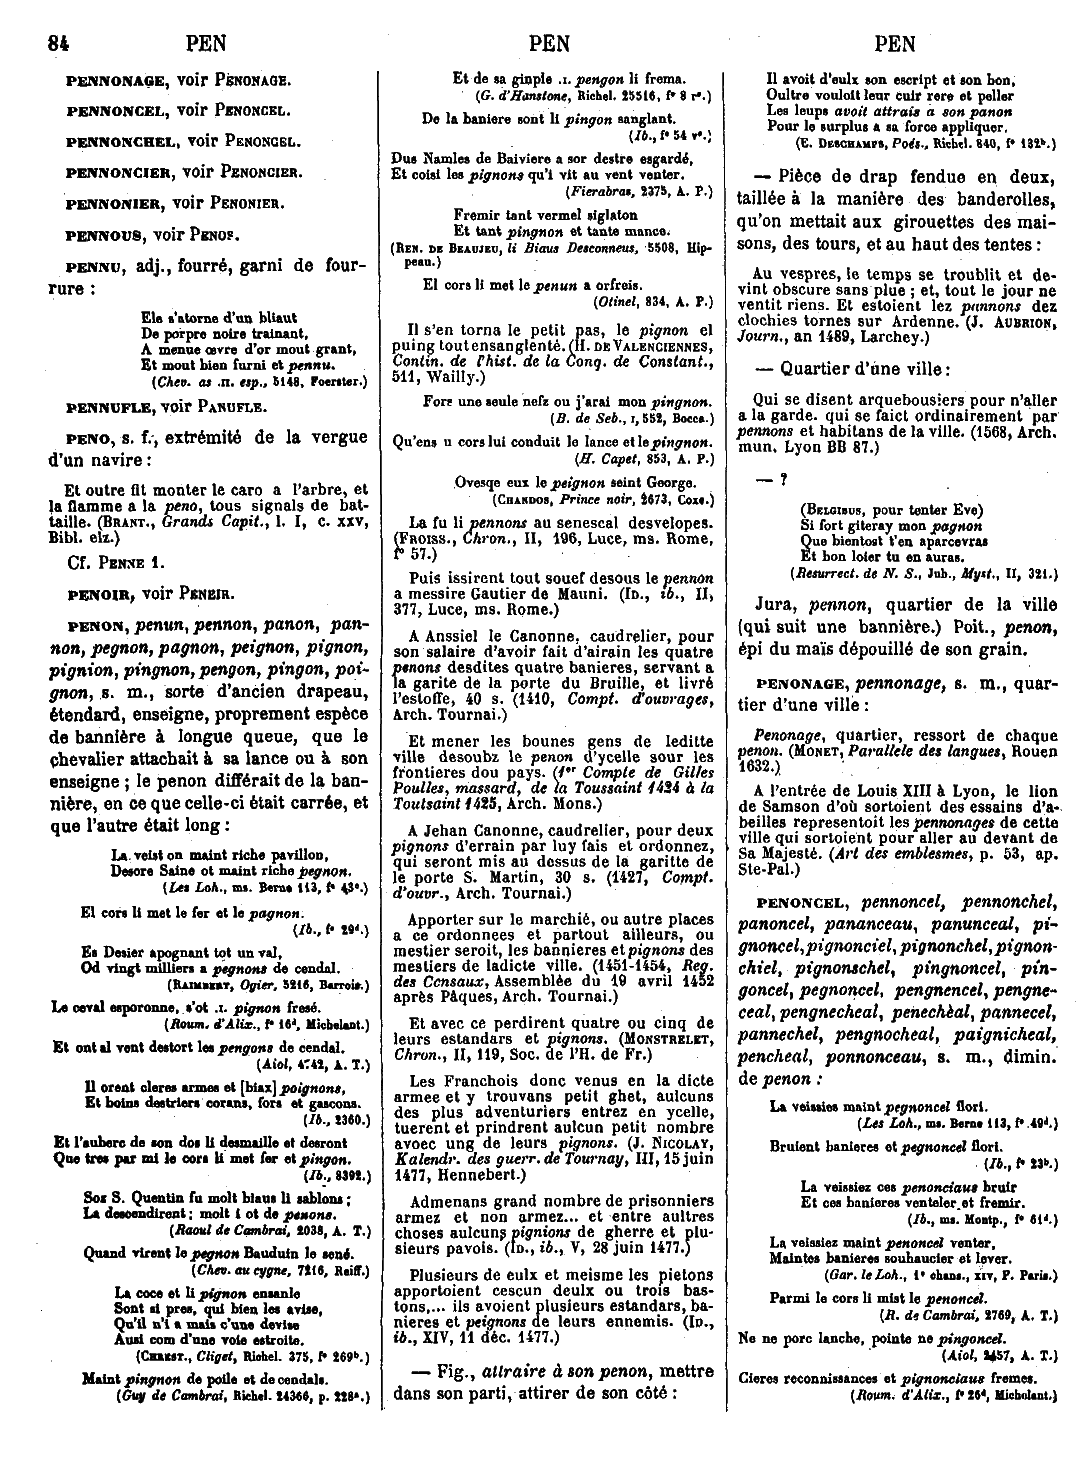 84 PEN PEN PEN
PENNONAGE, voir PENONAGE.
PENNONCEL, voir PENONCEL.
PENNONCHEL, voir PENONCEL.
PENNONCIER, voir PENONCIER.
PENNONIER, voir PENONIER.
PENNOUS, voir PENOS.
PENNU, adj., fourré, garni de four-
rure :
Ele s'atorne d'un bliaut
De porpre noire trainant,
A menue œvre d'or mout grant,
Et mout bien furni et pennu.
(Chev. as .II. esp., 5148, Foerster.)
PENNUFLE, voir PANUFLE.
PENO, s. f., extrémité de la vergue
d'un navire :
Et outre fit monter le caro a l'arbre, et
la flamme a la peno, tous signals de bat-
taille. (BRANT., Grands Capit., l. I, c. xxv,
Bibl. elz.)
Cf. PENNE 1.
PENOIR, voir PENEIR.
PENON, penun, pennon, panon, pan-
non, pegnon, pagnon, peignon, pignon,
pignion, pingnon, pengon, pingon, poi-
gnon, s. m., sorte d'ancien drapeau,
étendard, enseigne, proprement espèce
de bannière à longue queue, que le
chevalier attachait à sa lance ou à son
enseigne ; le penon différait de la ban-
nière, en ce que celle-ci était carrée, et
que l'autre était long :
La veist on maint riche pavillon,
Desore Saine ot maint riche pegnon.
(Les Loh., ms. Berne 113, f° 43ᵉ.)
El cors li met le fer et le pagnon.
(Ib., f° 29ᵈ.)
Es Desier apognant tot un val,
Od vingt milliers a pegnons de cendal.
(RAIMBERT, Ogier, 5216, Barrois.)
Le ceval esporonne, s'ot .I. pignon fresé.
(Roum. d'Alix., f° 16ᵈ, Michelant.)
Et ont al vent destort les pengons de cendal.
(Aiol, 4742, A. T.)
Il orent cleres armes et [biax] poignons,
Et boins destriers corans, fors et gascons.
(Ib., 2360.)
Et l'auberc de son dos li desmaille et desront
Que tres par mi le cors li met fer et pingon.
(Ib., 8392.)
Soz S. Quentin fu molt biaus li sablons ;
La descendirent ; molt i ot de penons.
(Raoul de Cambrai, 2038, A. T.)
Quand virent le pegnon Bauduin le sené.
(Chev. au cygne, 7216, Reiff.)
La coce et li pignon ensanle
Sont si pres, qui bien les avise,
Qu'il n'i a mais c'une devise
Ausi com d'une voie estroite.
(CHREST., Cliget, Richel. 375, f° 269ᵇ.)
Maint pingnon de poile et de cendale.
(Guy de Cambrai, Richel. 24366, p. 228ᵃ.)
Et de sa ginple .I. pengon li frema.
(G. d'Hanstone, Richel. 25516, f° 8 r°.)
De la baniere sont li pingon sanglant.
(Ib., f° 54 v°.)
Dus Namles de Baiviere a sor destre esgardé,
Et coisi les pignons qu'i vit au vent venter.
(Fierabras, 2375, A. P.)
Fremir tant vermel siglaton
Et tant pingnon et tante mance.
(REN. DE BEAUJEU, li Biaus Desconneus, 5508, Hip-
peau.)
El cors li met le penun a orfreis.
(Otinel, 834, A. P.)
Il s'en torna le petit pas, le pignon el
puing tout ensanglenté. (H. DE VALENCIENNES,
Contin. de l'hist. de la Conq. de Constant.,
511, Wailly.)
Fors une seule nefz ou j'arai mon pingnon.
(B. de Seb., I, 552, Bocca.)
Qu'ens u cors lui conduit le lance et le pingnon.
(H. Capet, 853, A. P.)
Ovesqe eux le peignon seint George.
(CHANDOS, Prince noir, 2673, Coxe.)
La fu li pennons au senescal desvelopes.
(FROISS., Chron., II, 196, Luce, ms. Rome,
f° 57.)
Puis issirent tout souef desous le pennon
a messire Gautier de Mauni. (ID., ib., II,
377, Luce, ms. Rome.)
A Anssiel le Canonne, caudrelier, pour
son salaire d'avoir fait d'airain les quatre
penons desdites quatre banieres, servant a
la garite de la porte du Bruille, et livré
l'estoffe, 40 s. (1410, Compt. d'ouvrages,
Arch. Tournai.)
Et mener les bounes gens de leditte
ville desoubz le penon d'ycelle sour les
frontieres dou pays. (1er Compte de Gilles
Poulles, massard, de la Toussaint 1424 à la
Toutsaint 1425, Arch. Mons.)
A Jehan Canonne, caudrelier, pour deux
pignons d'errain par luy fais et ordonnez,
qui seront mis au dessus de la garitte de
le porte S. Martin, 30 s. (1427, Compt.
d'ouvr., Arch. Tournai.)
Apporter sur le marchié, ou autre places
a ce ordonnees et partout ailleurs, ou
mestier seroit, les bannieres et pignons des
mestiers de ladicte ville. (1451-1454, Reg.
des Consaux, Assemblée du 19 avril 1452
après Pâques, Arch. Tournai.)
Et avec ce perdirent quatre ou cinq de
leurs estandars et pignons. (MONSTRELET,
Chron., II, 119, Soc. de l'H. de Fr.)
Les Franchois donc venus en la dicte
armee et y trouvans petit ghet, aulcuns
des plus adventuriers entrez en ycelle,
tuerent et prindrent aulcun petit nombre
avoec ung de leurs pignons. (J. NICOLAY,
Kalendr. des guerr. de Tournay, III, 15 juin
1477, Hennebert.)
Admenans grand nombre de prisonniers
armez et non armez... et entre aultres
choses aulcuns pignions de gherre et plu-
sieurs pavois. (ID., ib., V, 28 juin 1477.)
Plusieurs de eulx et meisme les pietons
apportoient cescun deulx ou trois bas-
tons,... ils avoient plusieurs estandars, ba-
nieres et peignons de leurs ennemis. (ID.,
ib., XIV, 11 déc. 1477.)
— Fig., attraire à son penon, mettre
dans son parti, attirer de son côté :
Il avoit d'eulx son escript et son bon,
Oultre vouloit leur cuir rere et peller
Les leups avoit attrais a son panon
Pour le surplus a sa force appliquer.
(E. DESCHAMPS, Poés., Richel. 840, f° 132ᵇ.)
— Pièce de drap fendue en deux,
taillée à la manière des banderolles,
qu'on mettait aux girouettes des mai-
sons, des tours, et au haut des tentes :
Au vespres, le temps se troublit et de-
vint obscure sans plue ; et, tout le jour ne
ventit riens. Et estoient lez pannons dez
clochies tornes sur Ardenne. (J. AUBRION,
Journ., an 1489, Larchey.)
— Quartier d'une ville :
Qui se disent arquebousiers pour n'aller
a la garde. qui se faict ordinairement par
pennons et habitans de la ville. (1568, Arch.
mun. Lyon BB 87.)
— ?
(BELGIBUS, pour tenter Eve)
Si fort giteray mon pagnon
Que bientost t'en aparcevras
Et bon loier tu en auras.
(Resurrect. de N. S., Jub., Myst., II, 321.)
Jura, pennon, quartier de la ville
(qui suit une bannière.) Poit., penon,
épi du maïs dépouillé de son grain.
PENONAGE, pennonage, s. m., quar-
tier d'une ville :
Penonage, quartier, ressort de chaque
penon. (MONET, Parallele des langues, Rouen
1632.)
A l'entrée de Louis XIII à Lyon, le lion
de Samson d'où sortoient des essains d'a-
beilles representoit les pennonages de cette
ville qui sortoient pour aller au devant de
Sa Majesté. (Art des emblesmes, p. 53, ap.
Ste-Pal.)
PENONCEL, pennoncel, pennonchel,
panoncel, pananceau, panunceal, pi-
gnoncel, pignonciel, pignonchel, pignon-
chiel, pignonschel, pingnoncel, pin-
goncel, pegnoncel, pengnencel, pengne-
ceal, pengnecheal, penecheal, pannecel,
pannechel, pengnocheal, paignicheal,
pencheal, ponnonceau, s. m., dimin.
de penon :
La veissies maint pegnoncel flori.
(Les Loh., ms. Berne 113, f° 49ᵈ.)
Bruient banieres et pegnoncel flori.
(Ib., f° 23ᵇ.)
La veissiez ces penonciaus bruir
Et ces banieres venteler et fremir.
(Ib., ms. Montp., f° 61ᵈ.)
La veissiez maint penoncel venter,
Maintes banieres souhaucier et lever.
(Gar. le Loh., 1ᵉ chans., XIV, P. Paris.)
Parmi le cors li mist le penoncel.
(R. de Cambrai, 2769, A. T.)
Ne ne porc lanche, pointe ne pingoncel.
(Aiol, 2457, A. T.)
Cleres reconnissances et pignonciaus fremes.
(Roum. d'Alix., f° 26ᵈ, Michelant.)